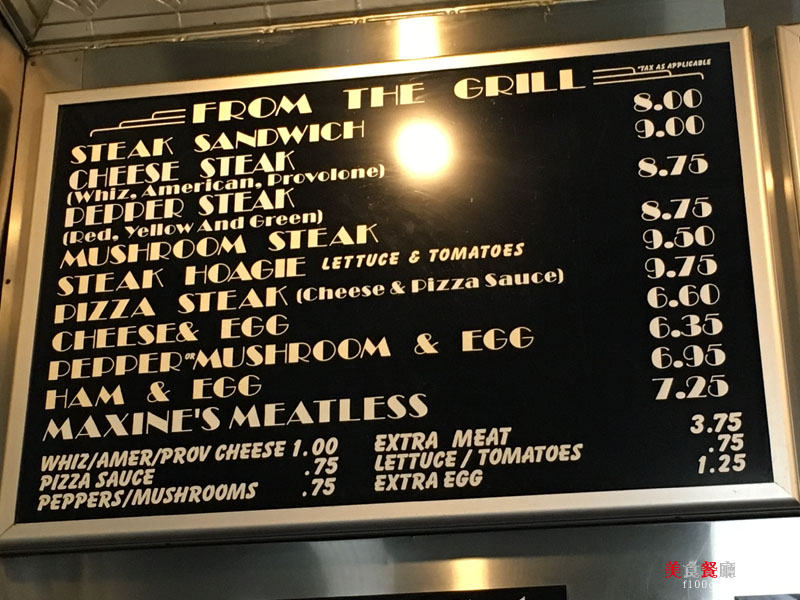 FROM THE GRILL *TAX AS APPLICABLE
STEAK SANDWICH 8.00
CHEESE STEAK 9.00
(Whiz, American, Provolone)
PEPPER STEAK 8.75
(Red, Yellow And Green)
MUSHROOM STEAK 8.75
STEAK HOAGIE LETTUCE & TOMATOES 9.50
PIZZA STEAK (Cheese & Pizza Sauce) 9.75
CHEESE& EGG 6.60
PEPPER OR MUSHROOM & EGG 6.35
HAM & EGG 6.95
MAXINE'S MEATLESS 7.25
WHIZ/AMER/PROV CHEESE 1.00 EXTRA MEAT 3.75
PIZZA SAUCE .75 LETTUCE / TOMATOES .75
PEPPERS/MUSHROOMS .75 EXTRA EGG 1.25
美食餐廳